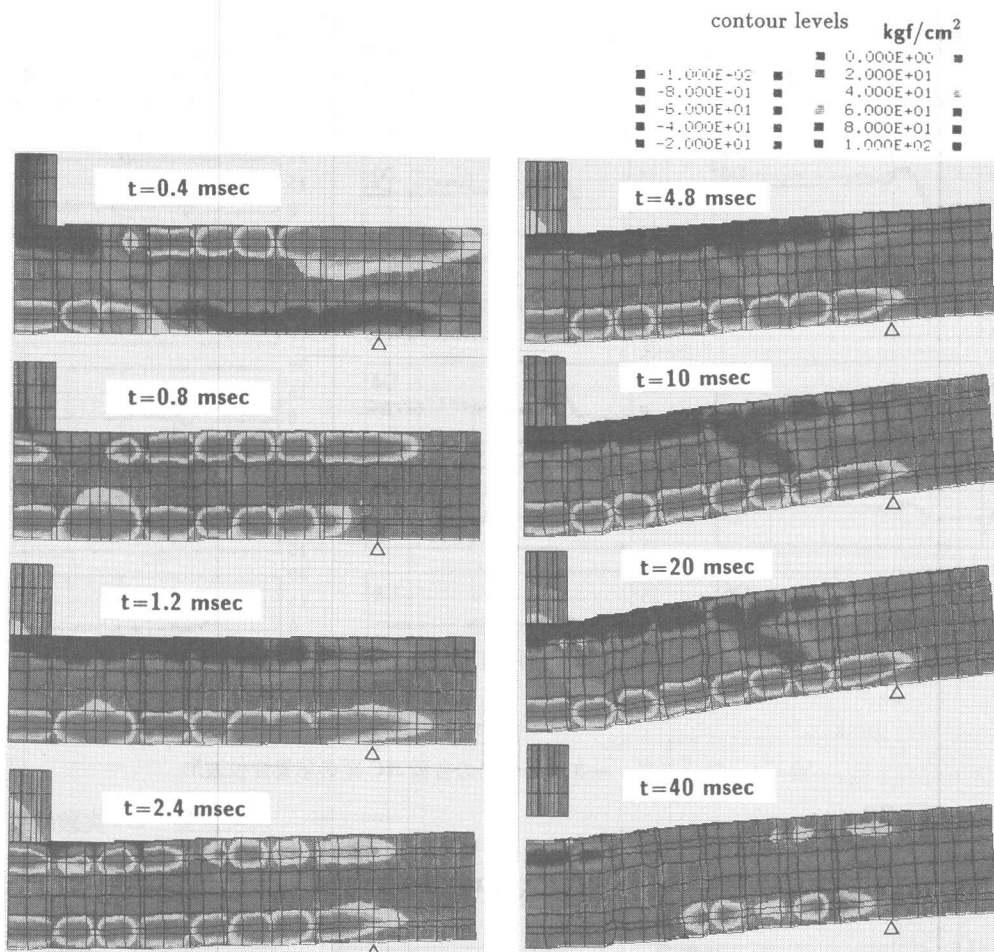 contour levels kgf/cm²
0.000E+00
-1.000E+02 2.000E+01
-8.000E+01 4.000E+01
-6.000E+01 6.000E+01
-4.000E+01 8.000E+01
-2.000E+01 1.000E+02
t=0.4 msec
t=0.8 msec
t=1.2 msec
t=2.4 msec
t=4.8 msec
t=10 msec
t=20 msec
t=40 msec